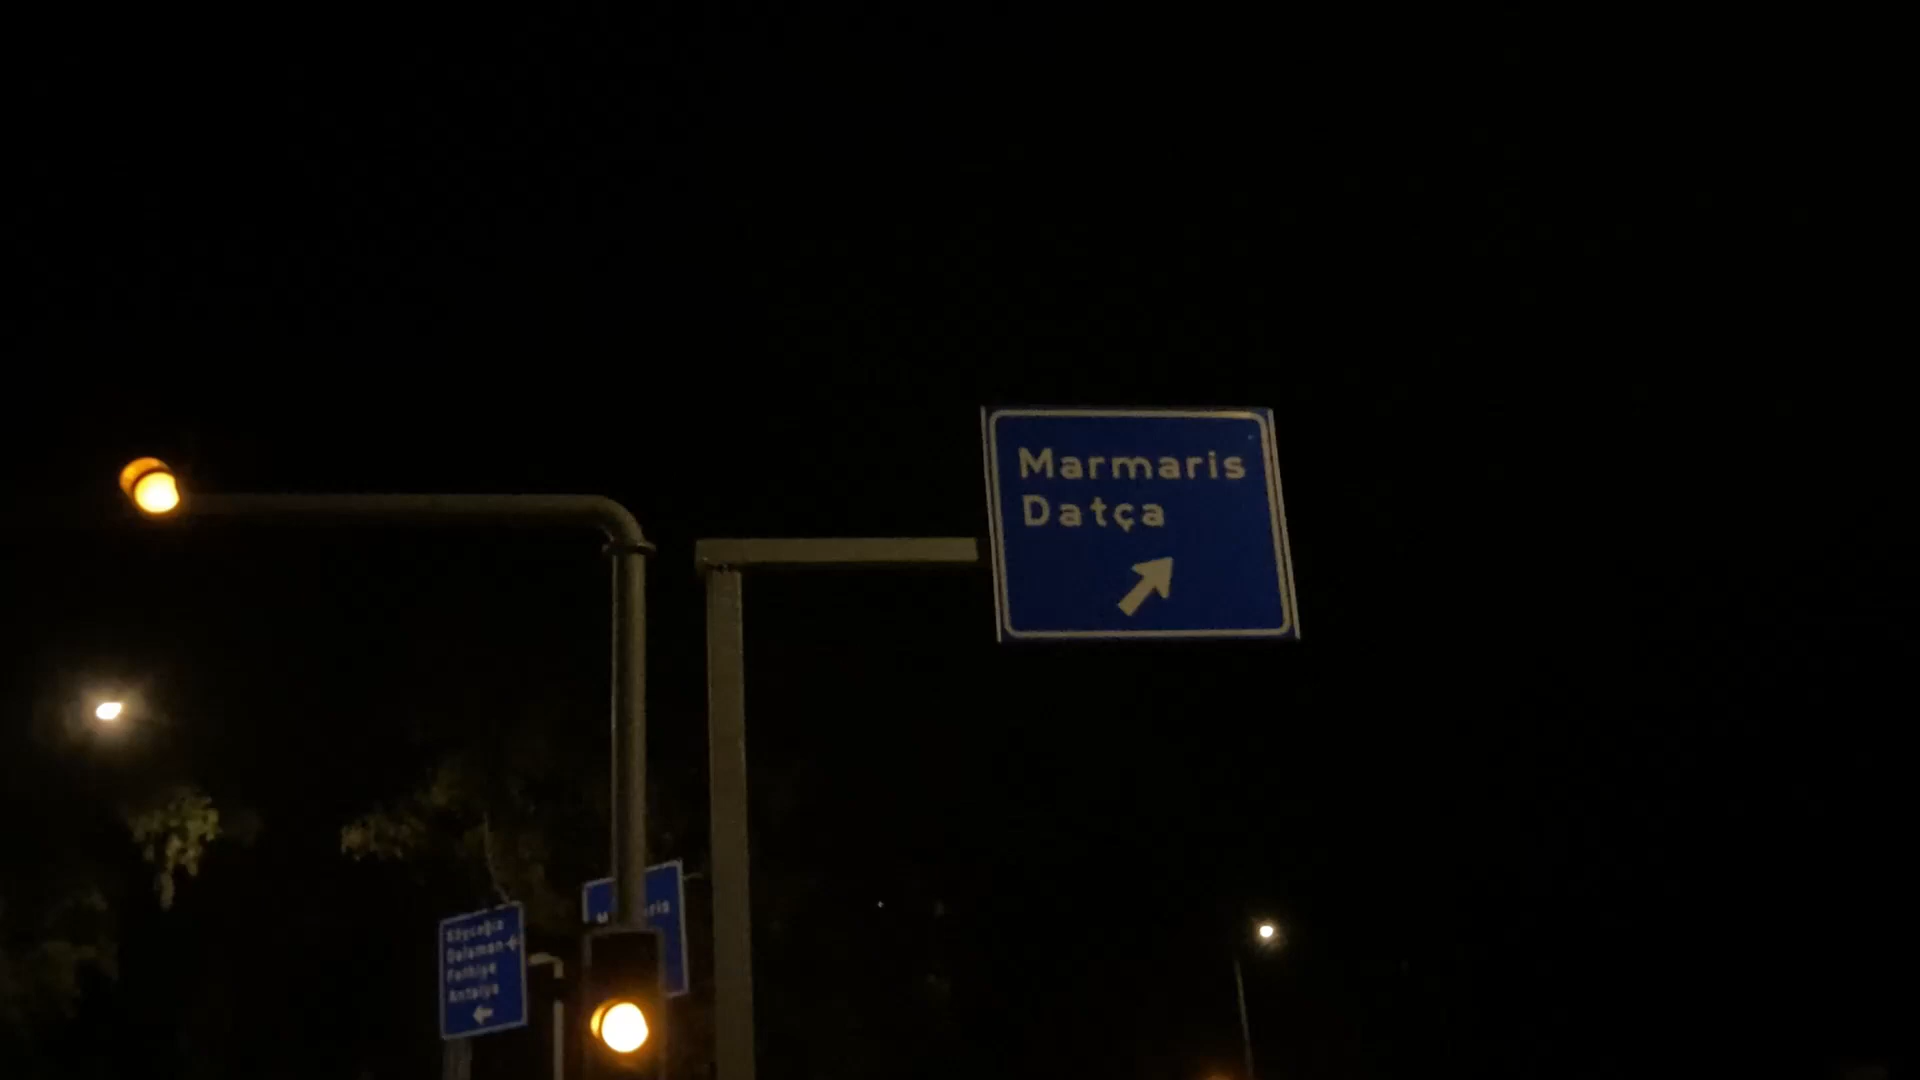 Marmaris
Datça
Köyceğiz
Dalaman
Fethiye
Antalya